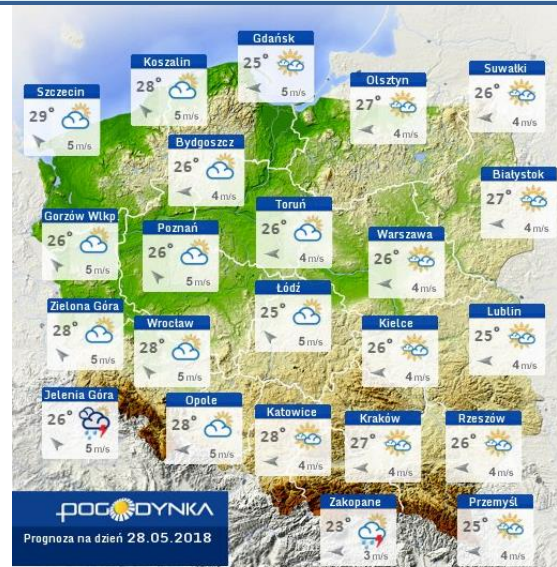 Gdańsk
25°
5 m/s
Koszalin
28°
5 m/s
Szczecin
29°
5 m/s
Olsztyn
27°
4 m/s
Suwałki
26°
4 m/s
Bydgoszcz
26°
4 m/s
Białystok
27°
4 m/s
Gorzów Wlkp
26°
5 m/s
Poznań
26°
5 m/s
Toruń
26°
4 m/s
Warszawa
26°
4 m/s
Zielona Góra
28°
5 m/s
Wrocław
28°
5 m/s
Łódź
25°
5 m/s
Kielce
26°
4 m/s
Lublin
25°
4 m/s
Jelenia Góra
26°
5 m/s
Opole
28°
5 m/s
Katowice
28°
4 m/s
Kraków
27°
4 m/s
Rzeszów
26°
4 m/s
Zakopane
23°
3 m/s
Przemyśl
25°
4 m/s
POGODYNKA
Prognoza na dzień 28.05.2018